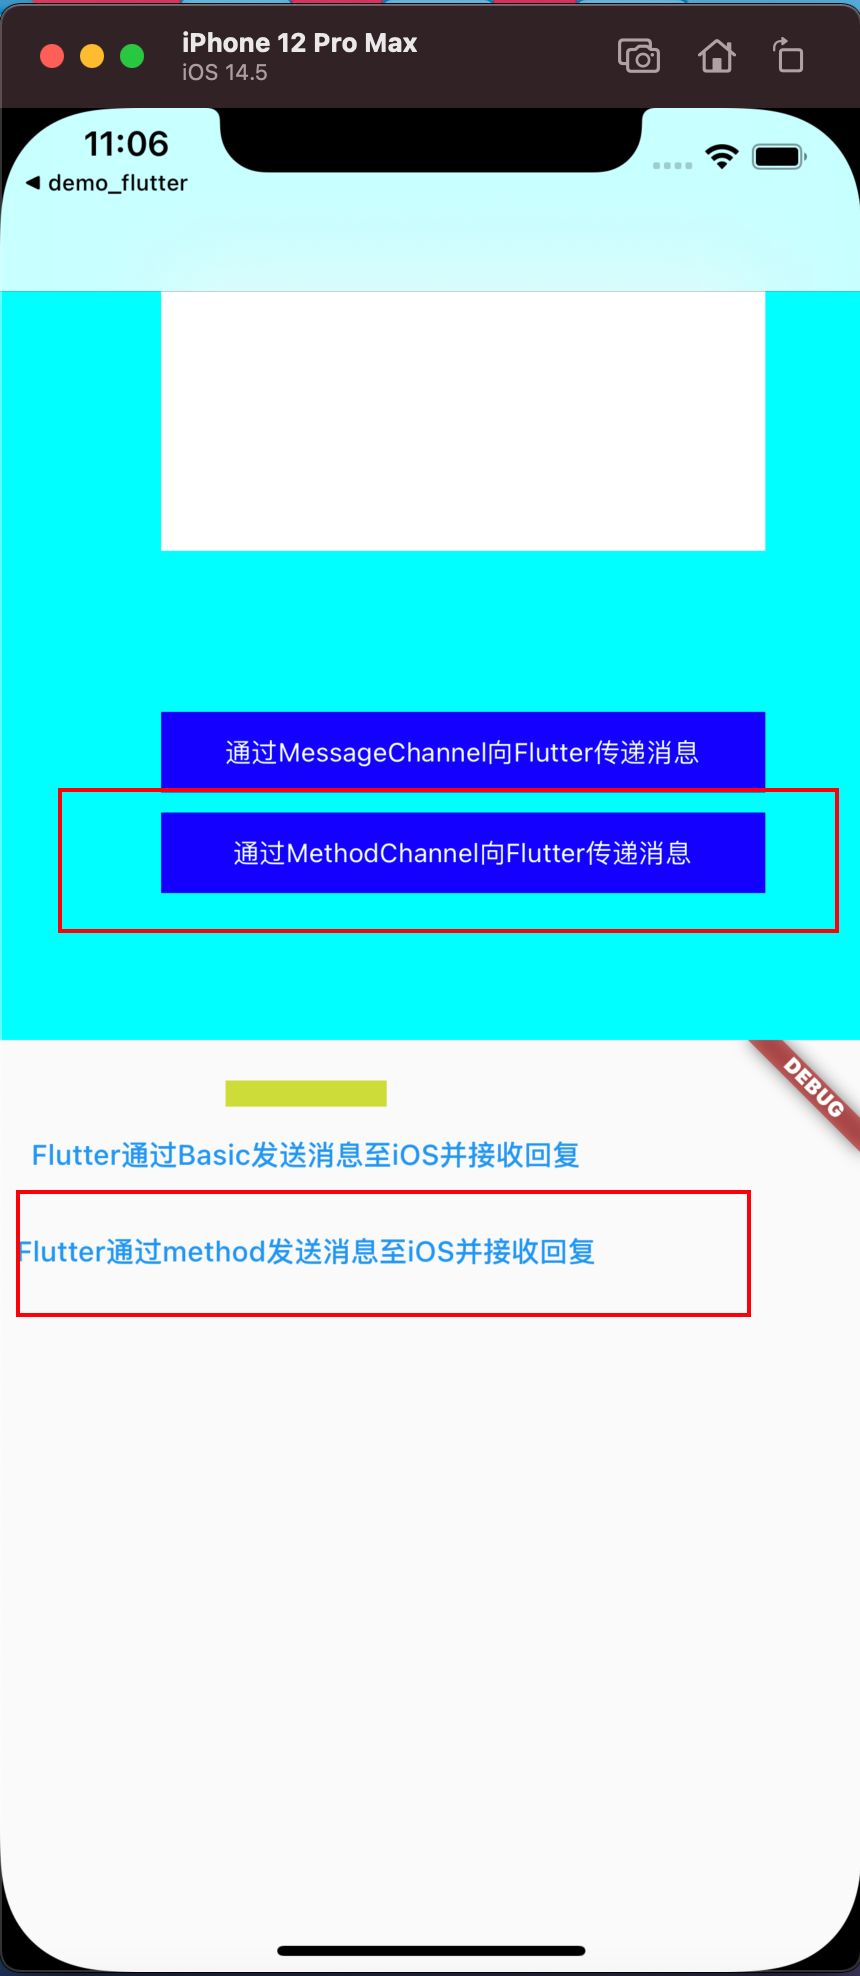 iPhone 12 Pro Max
iOS 14.5
11:06
◀ demo_flutter
通过MessageChannel向Flutter传递消息
通过MethodChannel向Flutter传递消息
DEBUG
Flutter通过Basic发送消息至iOS并接收回复
Flutter通过method发送消息至iOS并接收回复